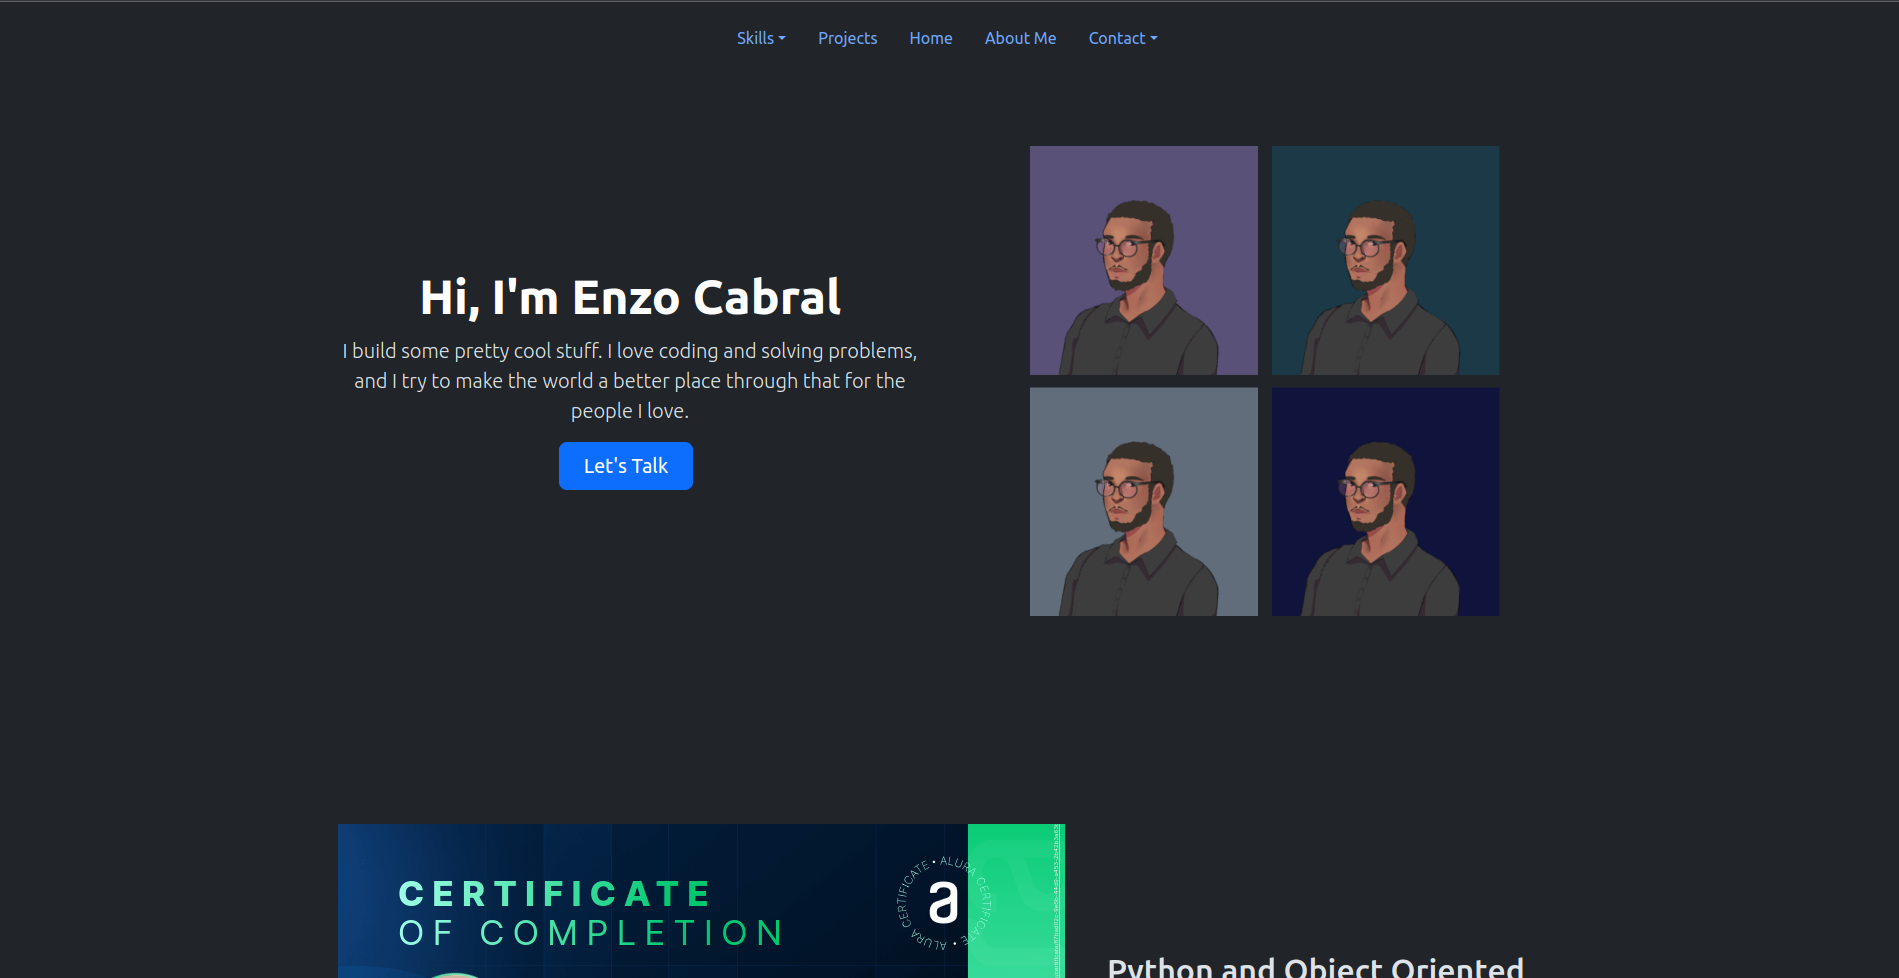 Skills
Projects
Home
About Me
Contact
Hi, I'm Enzo Cabral
I build some pretty cool stuff. I love coding and solving problems,
and I try to make the world a better place through that for the
people I love.
Let's Talk
CERTIFICATE
OF COMPLETION
ALURA CERTIFICATE • ALURA CERTIFICATE •
a
Python and Object Oriented